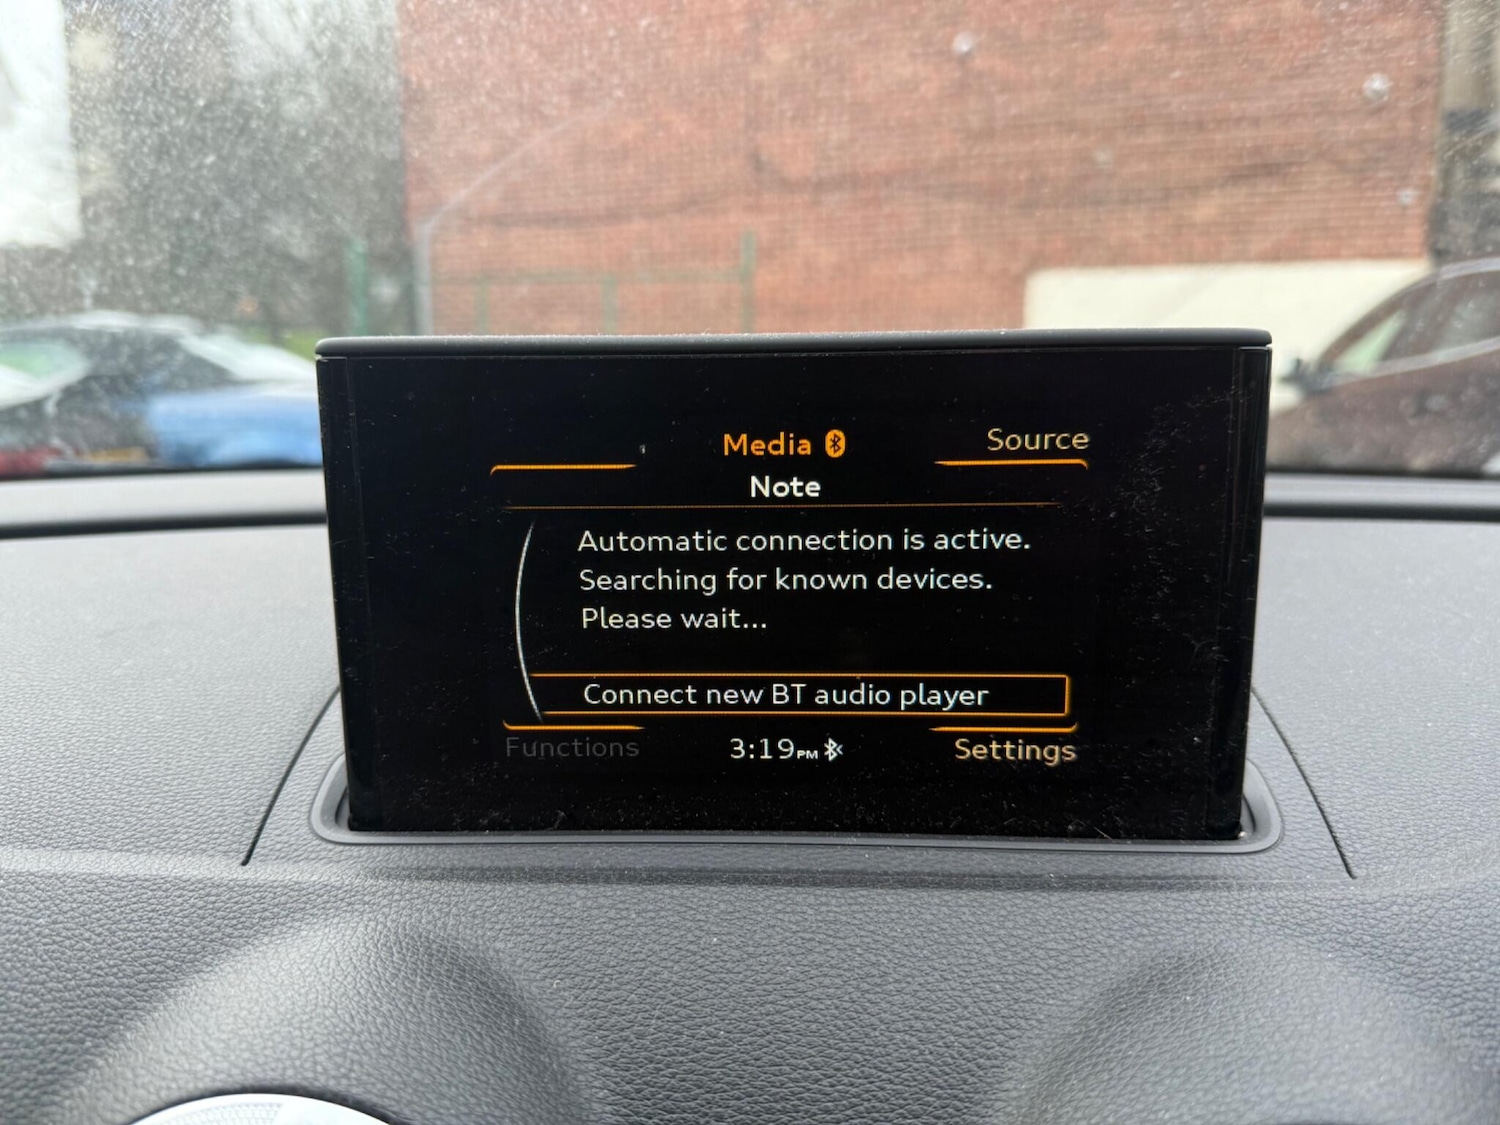 Media
Source
Note
Automatic connection is active.
Searching for known devices.
Please wait...
Connect new BT audio player
Functions
3:19PM
Settings